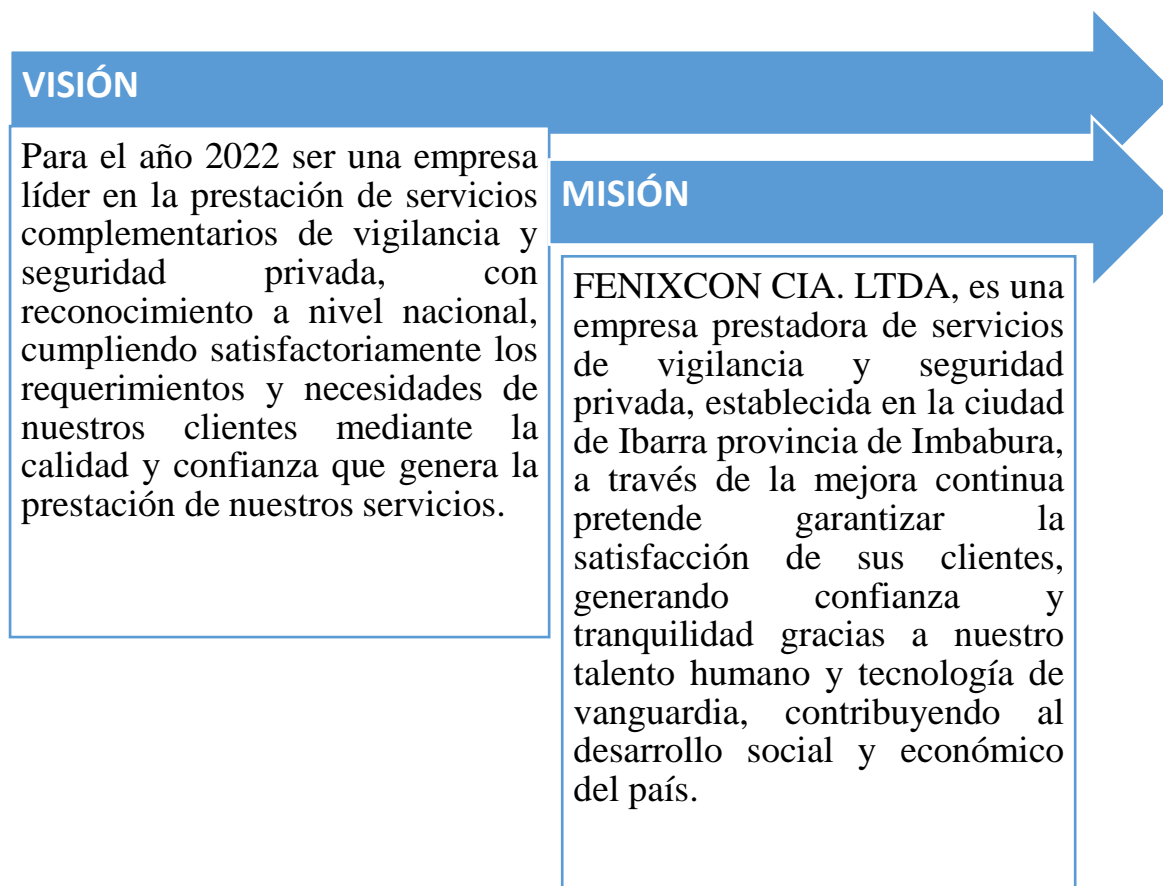 VISIÓN
Para el año 2022 ser una empresa
líder en la prestación de servicios
complementarios de vigilancia y
seguridad privada, con
reconocimiento a nivel nacional,
cumpliendo satisfactoriamente los
requerimientos y necesidades de
nuestros clientes mediante la
calidad y confianza que genera la
prestación de nuestros servicios.
MISIÓN
FENIXCON CIA. LTDA, es una
empresa prestadora de servicios
de vigilancia y seguridad
privada, establecida en la ciudad
de Ibarra provincia de Imbabura,
a través de la mejora continua
pretende garantizar la
satisfacción de sus clientes,
generando confianza y
tranquilidad gracias a nuestro
talento humano y tecnología de
vanguardia, contribuyendo al
desarrollo social y económico
del país.